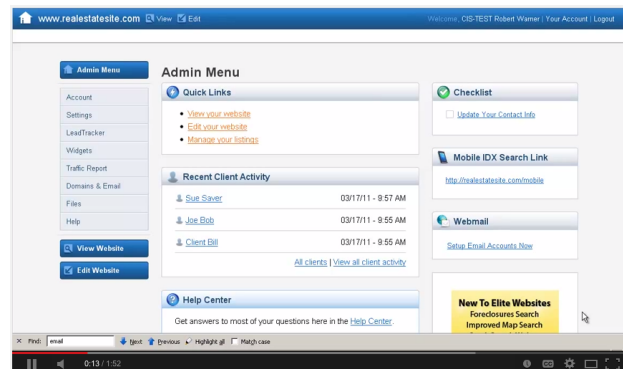 www.realestatesite.com View Edit
Welcome, CIS-TEST Robert Warner | Your Account | Logout
Admin Menu
Account
Settings
LeadTracker
Widgets
Traffic Report
Domains & Email
Files
Help
View Website
Edit Website
Admin Menu
Quick Links
View your website
Edit your website
Manage your listings
Recent Client Activity
Sue Saver 03/17/11 - 9:57 AM
Joe Bob 03/17/11 - 9:55 AM
Client Bill 03/17/11 - 9:55 AM
All clients | View all client activity
Help Center
Get answers to most of your questions here in the Help Center.
Checklist
Update Your Contact Info
Mobile IDX Search Link
http://realestatesite.com/mobile
Webmail
Setup Email Accounts Now
New To Elite Websites
Foreclosures Search
Improved Map Search
× Find: email Next Previous Highlight all Match case
0:13 / 1:52